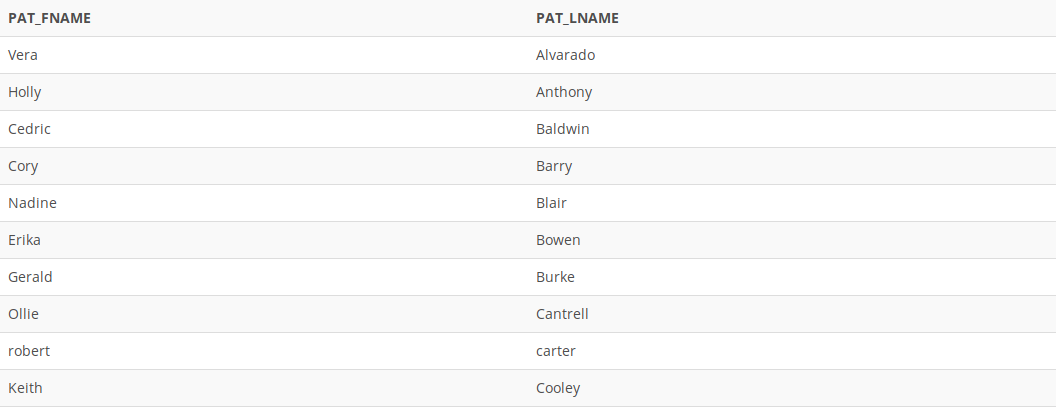 PAT_FNAME PAT_LNAME
Vera Alvarado
Holly Anthony
Cedric Baldwin
Cory Barry
Nadine Blair
Erika Bowen
Gerald Burke
Ollie Cantrell
robert carter
Keith Cooley